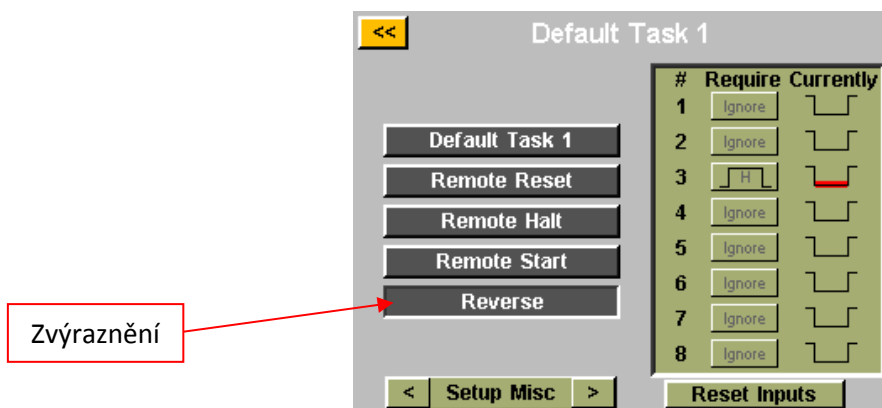 << Default Task 1
# Require Currently
1 Ignore
Default Task 1 2 Ignore
Remote Reset 3 H
Remote Halt 4 Ignore
Remote Start 5 Ignore
6 Ignore
Reverse
Zvýraznění 7 Ignore
8 Ignore
< Setup Misc > Reset Inputs